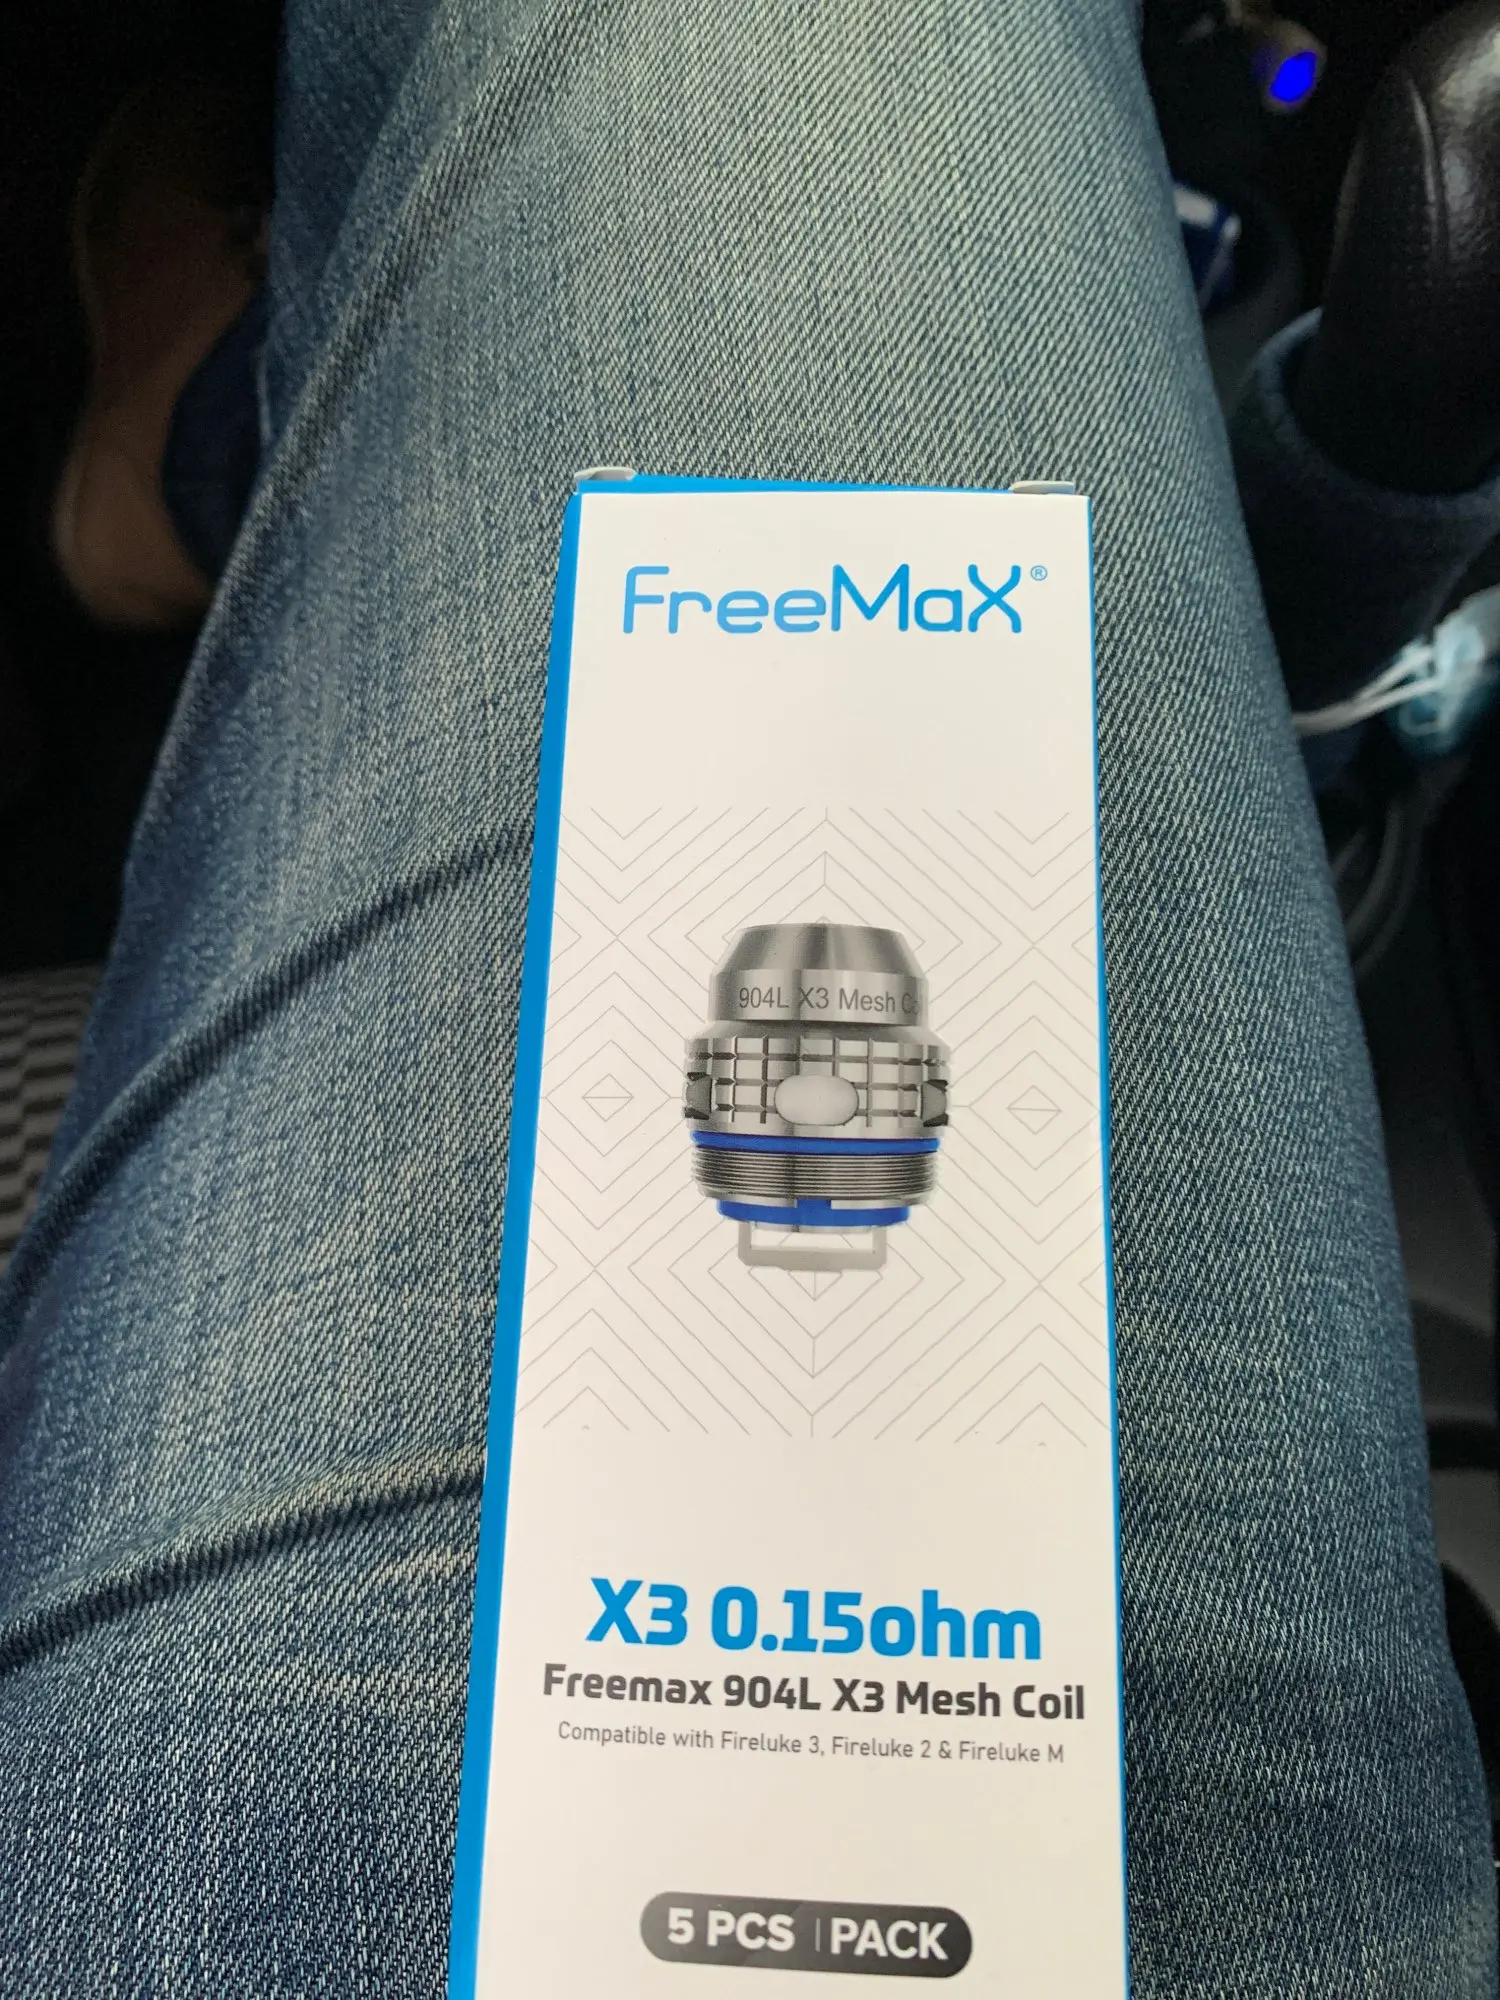 FreeMaX®
904L X3 Mesh Co
X3 0.15ohm
Freemax 904L X3 Mesh Coil
Compatible with Fireluke 3, Fireluke 2 & Fireluke M
5 PCS | PACK